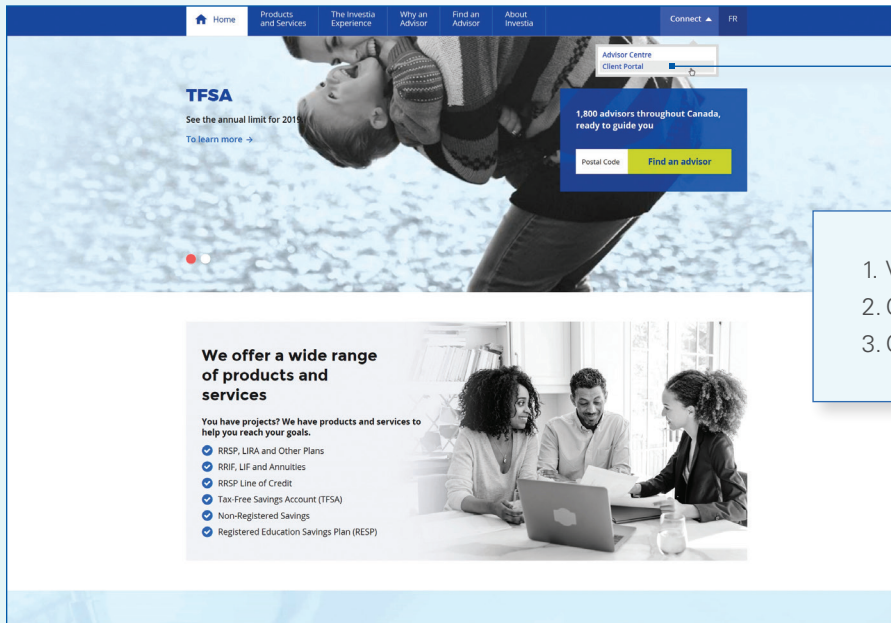 Home
Products
and Services
The Investia
Experience
Why an
Advisor
Find an
Advisor
About
Investia
Connect
FR
Advisor Centre
Client Portal
TFSA
See the annual limit for 2019
To learn more →
1,800 advisors throughout Canada,
ready to guide you
Postal Code
Find an advisor
1.
2.
3.
We offer a wide range
of products and
services
You have projects? We have products and services to
help you reach your goals.
RRSP, LIRA and Other Plans
RRIF, LIF and Annuities
RRSP Line of Credit
Tax-Free Savings Account (TFSA)
Non-Registered Savings
Registered Education Savings Plan (RESP)